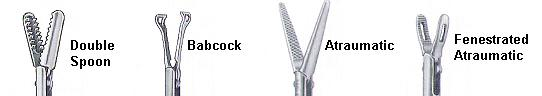 Double
Spoon
Babcock
Atraumatic
Fenestrated
Atraumatic